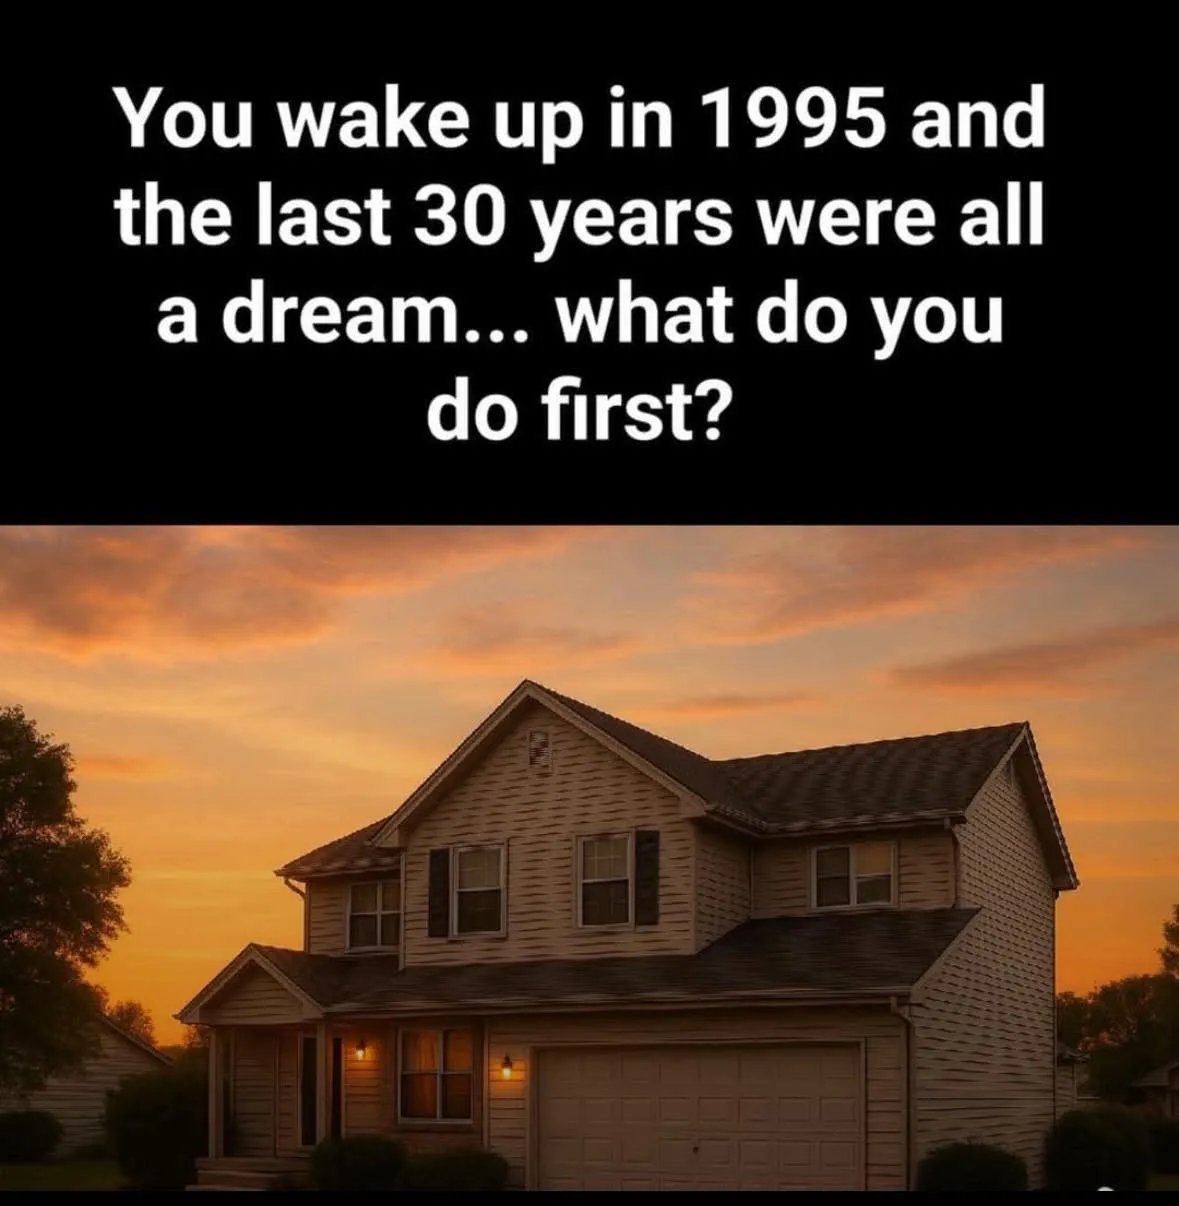 You wake up in 1995 and
the last 30 years were all
a dream... what do you
do first?